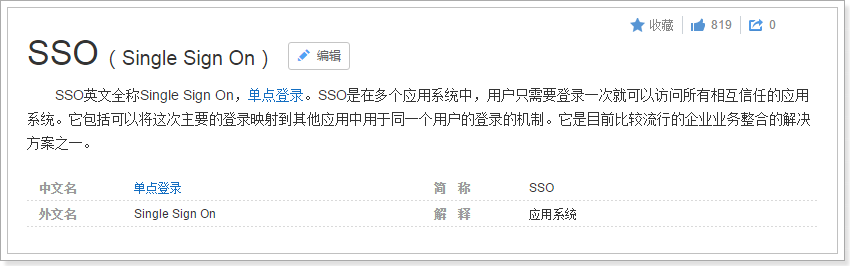 收藏 819 0
SSO（Single Sign On） 编辑
SSO英文全称Single Sign On，单点登录。SSO是在多个应用系统中，用户只需要登录一次就可以访问所有相互信任的应用
系统。它包括可以将这次主要的登录映射到其他应用中用于同一个用户的登录的机制。它是目前比较流行的企业业务整合的解决
方案之一。
中文名 单点登录 简 称 SSO
外文名 Single Sign On 解 释 应用系统